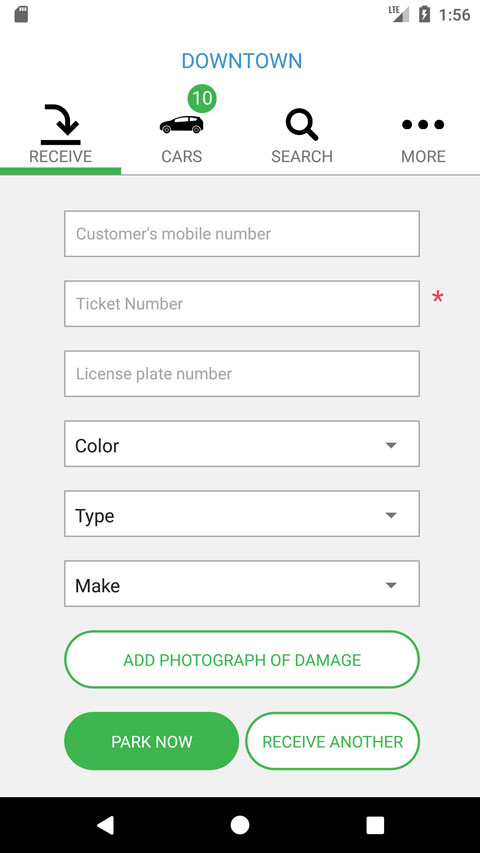 LTE 1:56
DOWNTOWN
10
RECEIVE CARS SEARCH MORE
Customer's mobile number
Ticket Number *
License plate number
Color
Type
Make
ADD PHOTOGRAPH OF DAMAGE
PARK NOW RECEIVE ANOTHER